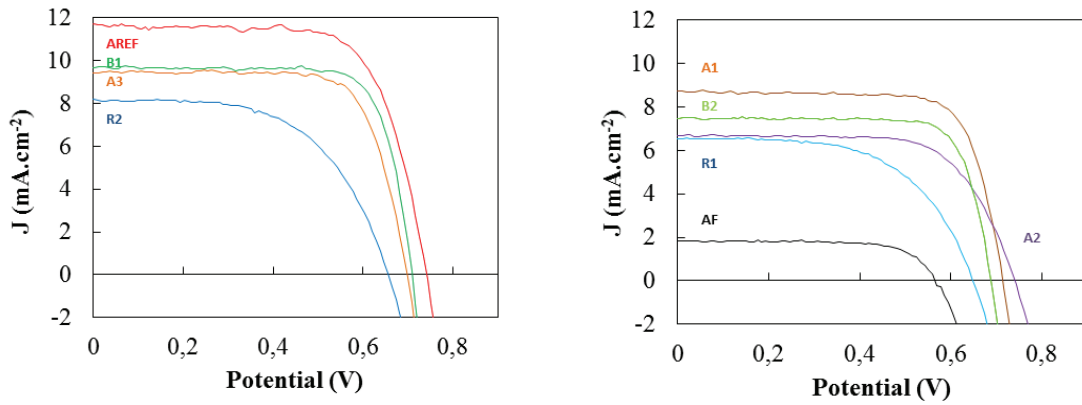 12
10
8
6
4
2
0
-2
J (mA.cm-2)
AREF
B1
A3
R2
0
0,2
0,4
0,6
0,8
Potential (V)
12
10
8
6
4
2
0
-2
J (mA.cm-2)
A1
B2
R1
AF
A2
0
0,2
0,4
0,6
0,8
Potential (V)